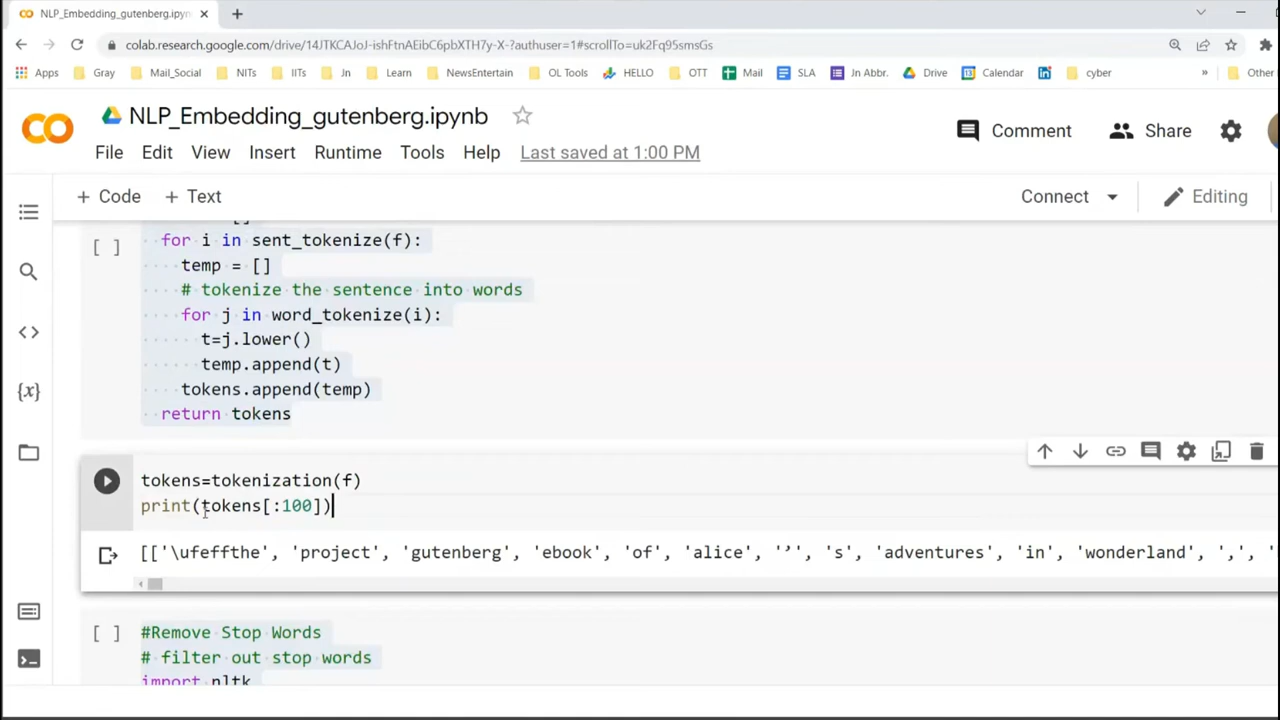 NLP_Embedding_gutenberg.ipyn
colab.research.google.com/drive/14JTKCAJoJ-ishFtnAEibC6pbXTH7y-X-?authuser=1#scrollTo=uk2Fq95smsGs
Apps Gray Mail_Social NITs IITs Jn Learn NewsEntertain OL Tools HELLO OTT Mail SLA Jn Abbr. Drive Calendar cyber » Other
NLP_Embedding_gutenberg.ipynb
Comment Share
File Edit View Insert Runtime Tools Help Last saved at 1:00 PM
+ Code + Text Connect Editing
[ ] for i in sent_tokenize(f):
temp = []
# tokenize the sentence into words
for j in word_tokenize(i):
t=j.lower()
temp.append(t)
tokens.append(temp)
return tokens
tokens=tokenization(f)
print(tokens[:100])
[['\ufeffthe', 'project', 'gutenberg', 'ebook', 'of', 'alice', '’', 's', 'adventures', 'in', 'wonderland', ',', '
[ ] #Remove Stop Words
# filter out stop words
import nltk